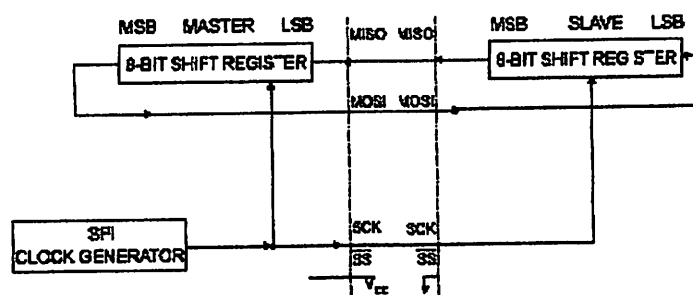 MSB MASTER LSB
MISO MISO
MSB SLAVE LSB
8-BIT SHIFT REGISTER
8-BIT SHIFT REGISTER
MOSI MOSI
SPI
CLOCK GENERATOR
SCK SCK
SS SS
VCC